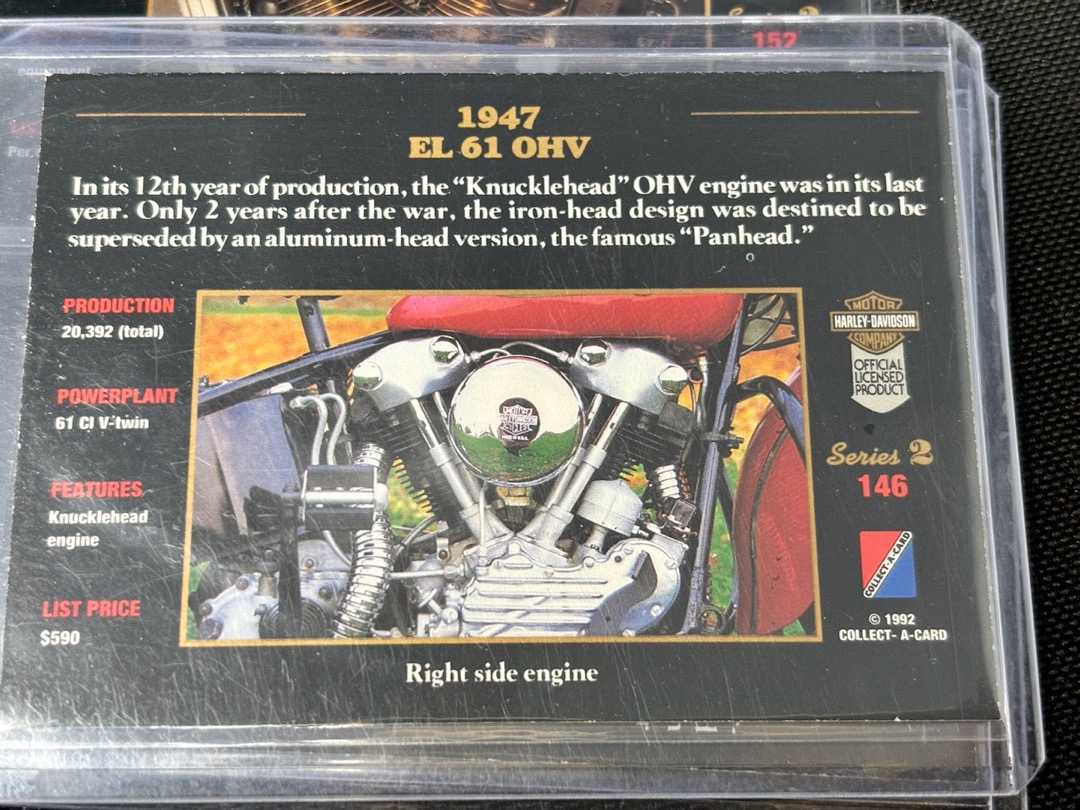 152
1947
EL 61 OHV
In its 12th year of production, the “Knucklehead” OHV engine was in its last
year. Only 2 years after the war, the iron-head design was destined to be
superseded by an aluminum-head version, the famous “Panhead.”
PRODUCTION
20,392 (total)
POWERPLANT
61 CI V-twin
FEATURES
Knucklehead
engine
LIST PRICE
$590
MOTOR
HARLEY-DAVIDSON
COMPANY
OFFICIAL
LICENSED
PRODUCT
Series 2
146
COLLECT-A-CARD
© 1992
COLLECT- A-CARD
Right side engine